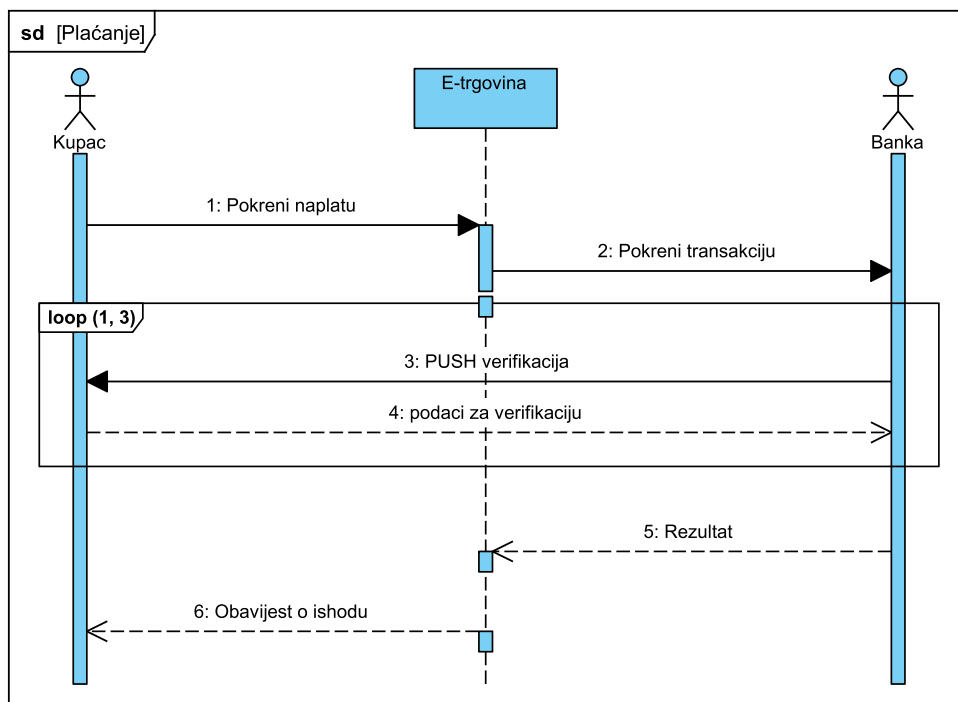 sd [Plaćanje]
Kupac
E-trgovina
Banka
1: Pokreni naplatu
2: Pokreni transakciju
loop (1, 3)
3: PUSH verifikacija
4: podaci za verifikaciju
5: Rezultat
6: Obavijest o ishodu